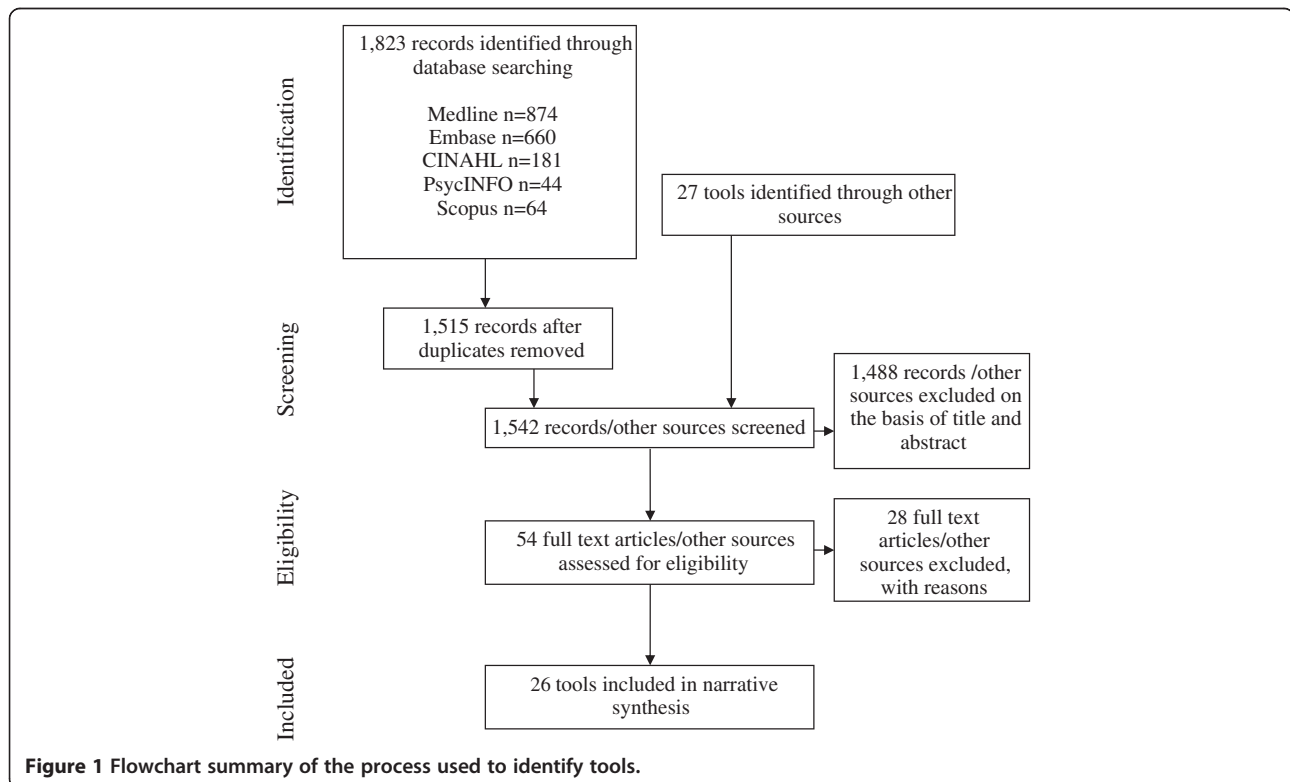 Identification
1,823 records identified through
database searching
Medline n=874
Embase n=660
CINAHL n=181
PsycINFO n=44
Scopus n=64
27 tools identified through other
sources
Screening
1,515 records after
duplicates removed
1,542 records/other sources screened
1,488 records /other
sources excluded on
the basis of title and
abstract
Eligibility
54 full text articles/other sources
assessed for eligibility
28 full text
articles/other
sources excluded,
with reasons
Included
26 tools included in narrative
synthesis
Figure 1 Flowchart summary of the process used to identify tools.